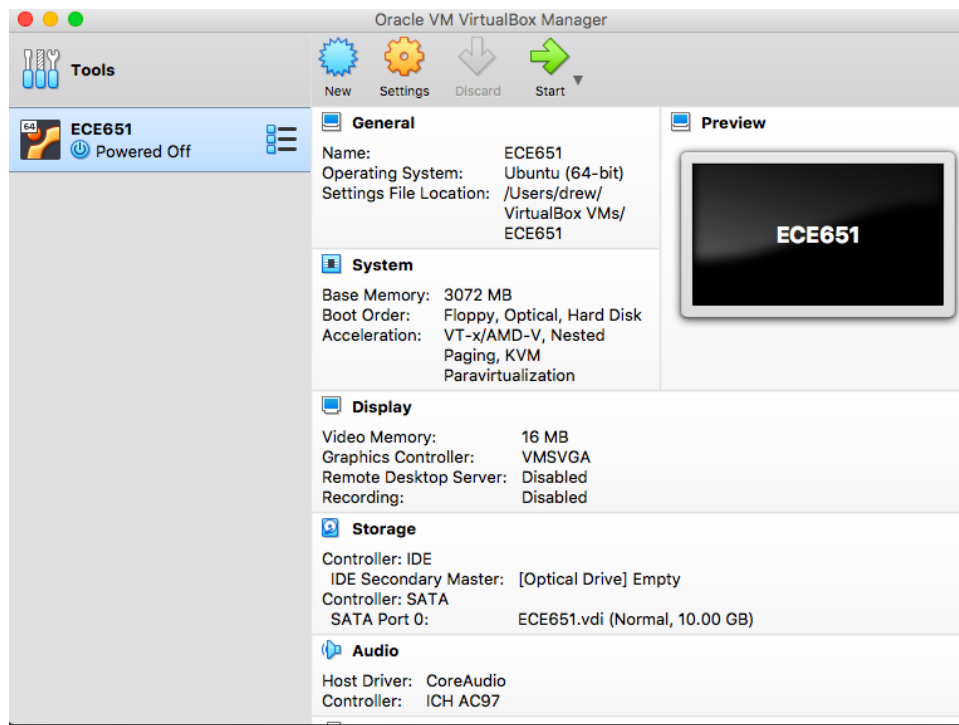 Oracle VM VirtualBox Manager
Tools
New Settings Discard Start
64
ECE651
Powered Off
General
Name: ECE651
Operating System: Ubuntu (64-bit)
Settings File Location: /Users/drew/
VirtualBox VMs/
ECE651
Preview
ECE651
System
Base Memory: 3072 MB
Boot Order: Floppy, Optical, Hard Disk
Acceleration: VT-x/AMD-V, Nested
Paging, KVM
Paravirtualization
Display
Video Memory: 16 MB
Graphics Controller: VMSVGA
Remote Desktop Server: Disabled
Recording: Disabled
Storage
Controller: IDE
IDE Secondary Master: [Optical Drive] Empty
Controller: SATA
SATA Port 0: ECE651.vdi (Normal, 10.00 GB)
Audio
Host Driver: CoreAudio
Controller: ICH AC97